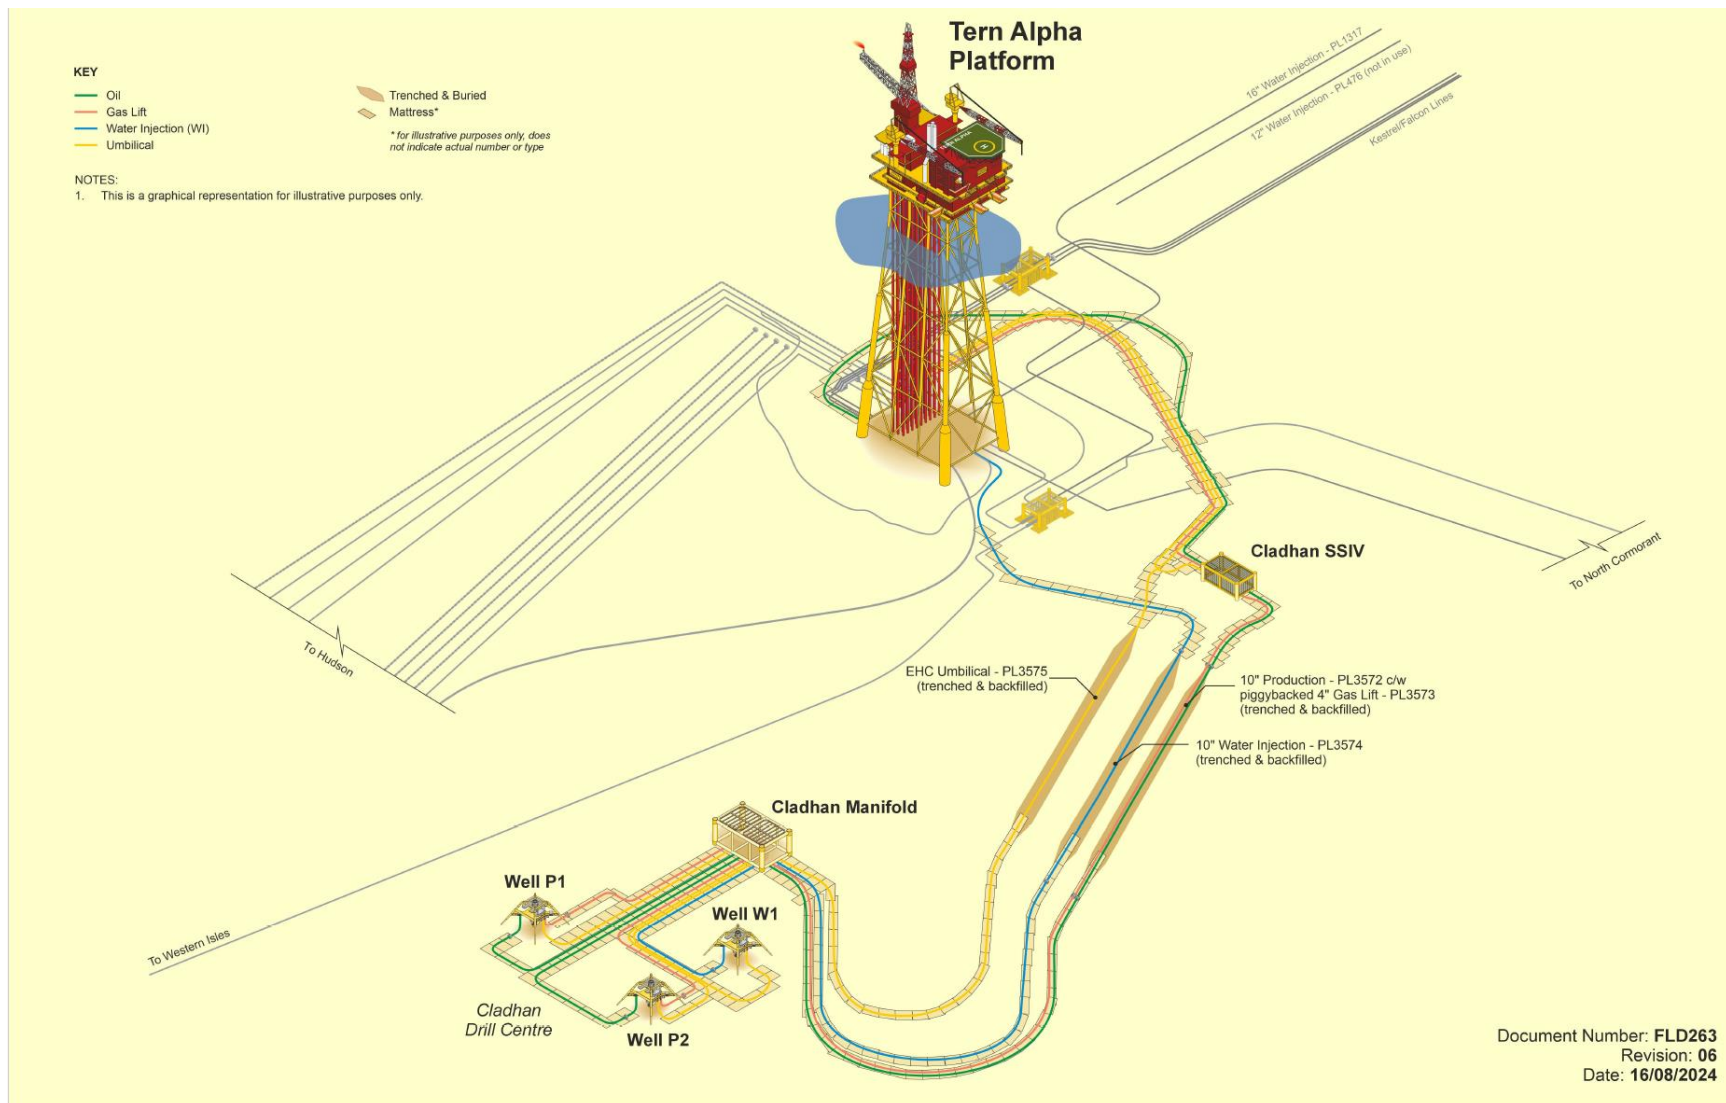 Tern Alpha
Platform
KEY
Oil
Gas Lift
Water Injection (WI)
Umbilical
Trenched & Buried
Mattress*
* for illustrative purposes only, does
not indicate actual number or type
NOTES:
1. This is a graphical representation for illustrative purposes only.
16" Water Injection - PL1317
12" Water Injection - PL476 (not in use)
Kestrel/Falcon Lines
TERN ALPHA
H
Cladhan SSIV
To North Cormorant
To Hudson
EHC Umbilical - PL3575
(trenched & backfilled)
10" Production - PL3572 c/w
piggybacked 4" Gas Lift - PL3573
(trenched & backfilled)
10" Water Injection - PL3574
(trenched & backfilled)
Cladhan Manifold
Well P1
Well W1
To Western Isles
Cladhan
Drill Centre
Well P2
Document Number: FLD263
Revision: 06
Date: 16/08/2024